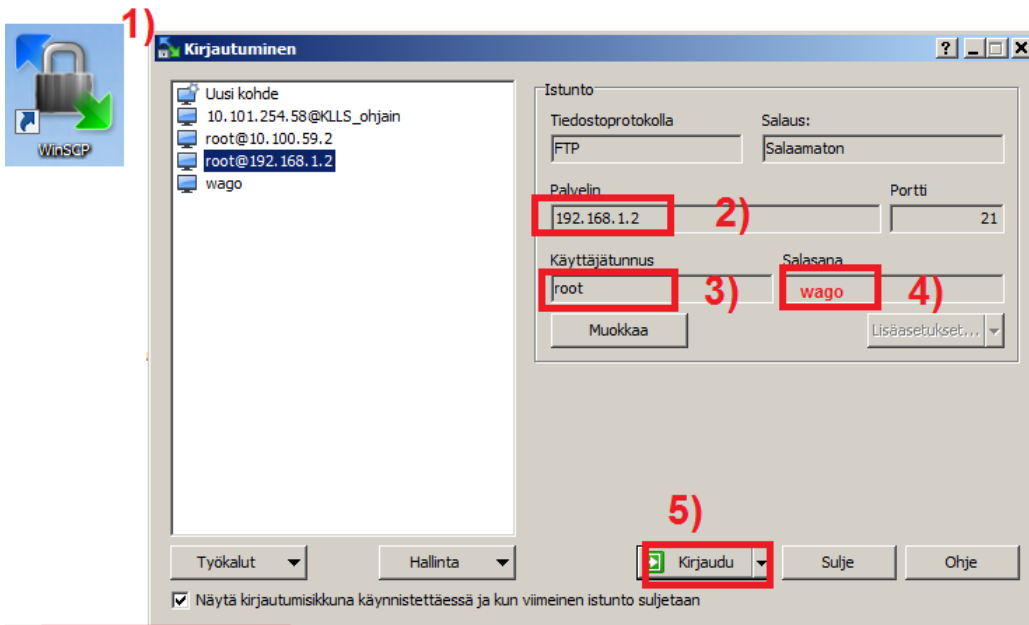 1)
WinSCP
Kirjautuminen
Uusi kohde
10.101.254.58@KLLS_ohjain
root@10.100.59.2
root@192.168.1.2
wago
Istunto
Tiedostoprotokolla Salaus:
FTP Salaamaton
Palvelin Portti
192.168.1.2 2) 21
Käyttäjätunnus Salasana
root 3) wago 4)
Muokkaa Lisäasetukset...
5)
Työkalut Hallinta Kirjaudu Sulje Ohje
Näytä kirjautumisikkuna käynnistettäessä ja kun viimeinen istunto suljetaan